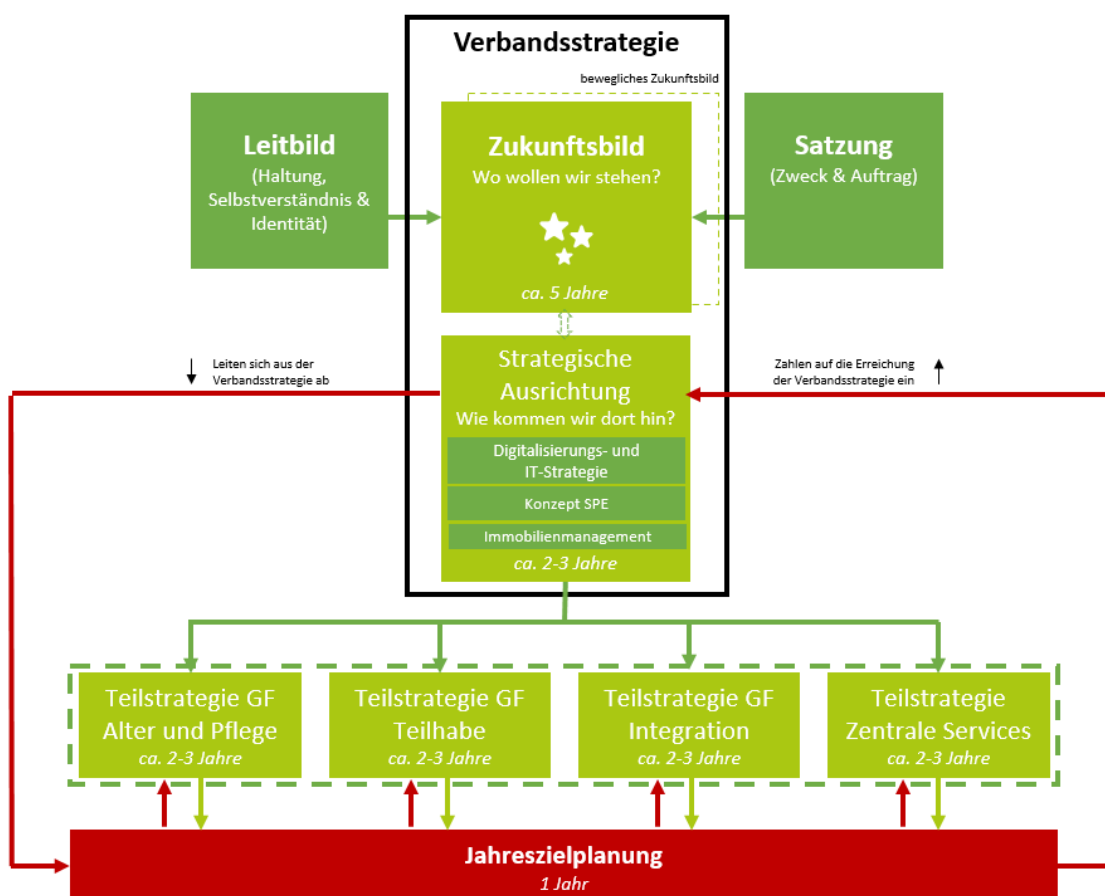 Verbandsstrategie
bewegliches Zukunftsbild
Leitbild
(Haltung,
Selbstverständnis &
Identität)
Zukunftsbild
Wo wollen wir stehen?
ca. 5 Jahre
Satzung
(Zweck & Auftrag)
Leiten sich aus der
Verbandsstrategie ab
Strategische
Ausrichtung
Wie kommen wir dort hin?
Digitalisierungs- und
IT-Strategie
Konzept SPE
Immobilienmanagement
ca. 2-3 Jahre
Zahlen auf die Erreichung
der Verbandsstrategie ein
Teilstrategie GF
Alter und Pflege
ca. 2-3 Jahre
Teilstrategie GF
Teilhabe
ca. 2-3 Jahre
Teilstrategie GF
Integration
ca. 2-3 Jahre
Teilstrategie
Zentrale Services
ca. 2-3 Jahre
Jahreszielplanung
1 Jahr